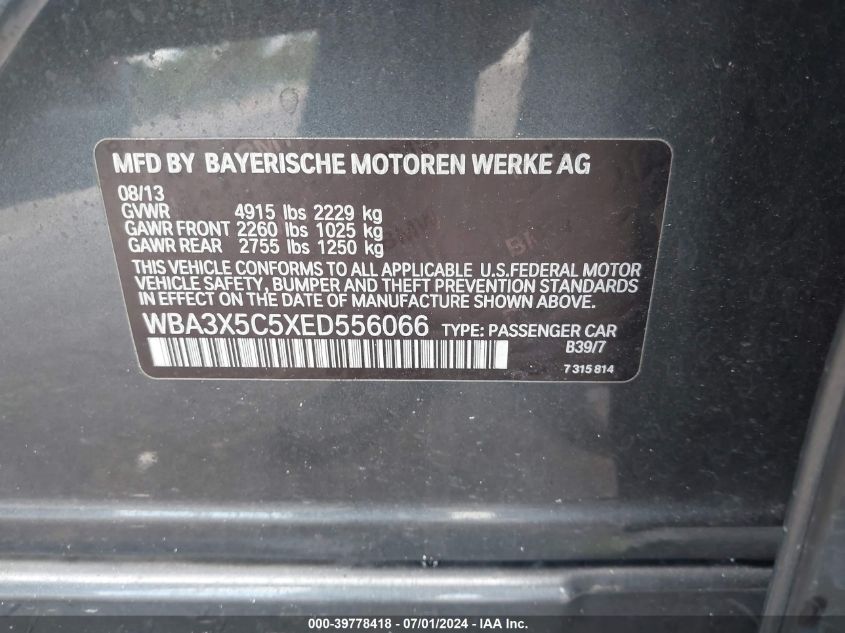 MFD BY BAYERISCHE MOTOREN WERKE AG
08/13
GVWR 4915 lbs 2229 kg
GAWR FRONT 2260 lbs 1025 kg
GAWR REAR 2755 lbs 1250 kg
THIS VEHICLE CONFORMS TO ALL APPLICABLE U.S.FEDERAL MOTOR
VEHICLE SAFETY, BUMPER AND THEFT PREVENTION STANDARDS
IN EFFECT ON THE DATE OF MANUFACTURE SHOWN ABOVE.
WBA3X5C5XED556066 TYPE: PASSENGER CAR
B39/7
7 315 814
000-39778418 - 07/01/2024 - IAA Inc.